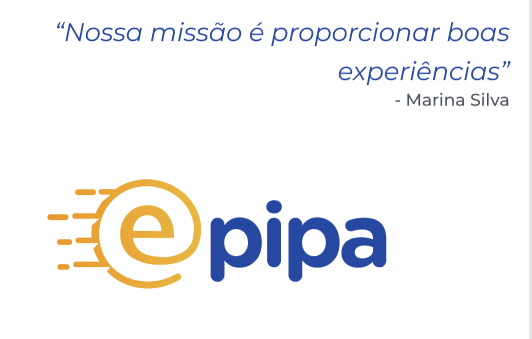 “Nossa missão é proporcionar boas
experiências”
- Marina Silva
epipa